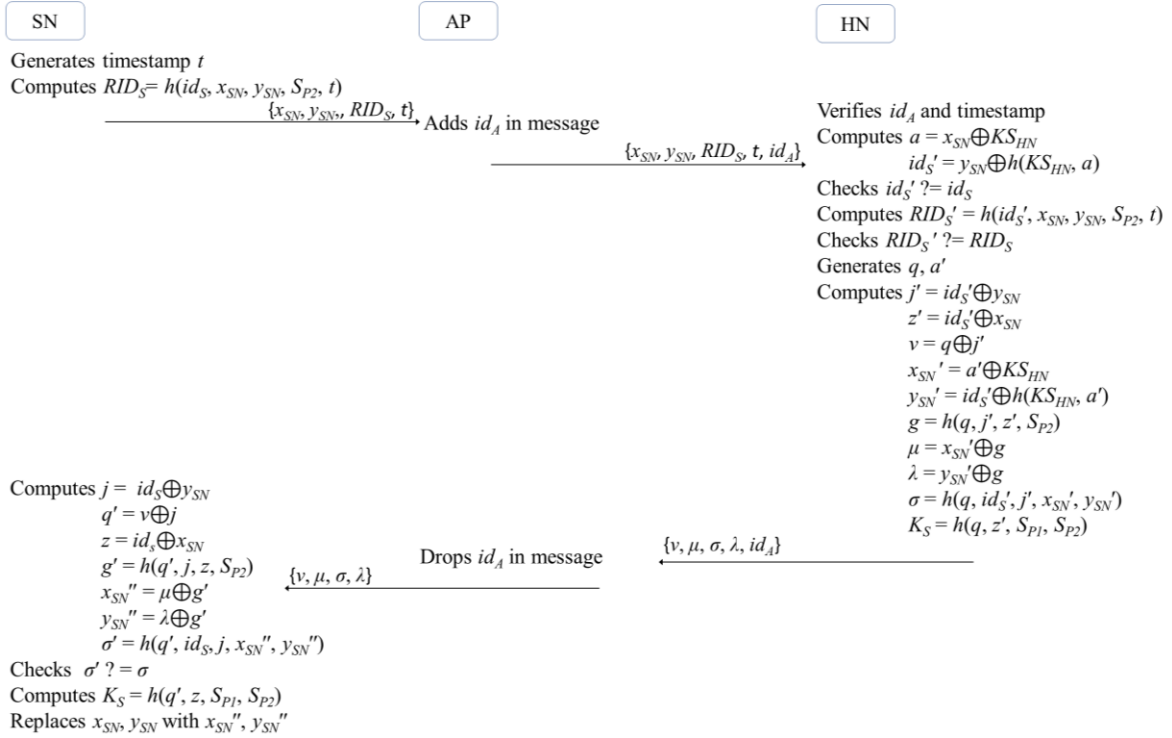 SN
AP
HN
Generates timestamp t
Computes RID_S= h(id_S, x_SN, y_SN, S_P2, t)
{x_SN, y_SN,, RID_S, t}
Adds id_A in message
{x_SN, y_SN, RID_S, t, id_A}
Verifies id_A and timestamp
Computes a = x_SN⊕KS_HN
id_S' = y_SN⊕h(KS_HN, a)
Checks id_S' ?= id_S
Computes RID_S' = h(id_S', x_SN, y_SN, S_P2, t)
Checks RID_S' ?= RID_S
Generates q, a'
Computes j' = id_S'⊕y_SN
z' = id_S'⊕x_SN
v = q⊕j'
x_SN' = a'⊕KS_HN
y_SN' = id_S'⊕h(KS_HN, a')
g = h(q, j', z', S_P2)
μ = x_SN'⊕g
λ = y_SN'⊕g
σ = h(q, id_S', j', x_SN', y_SN')
K_S = h(q, z', S_P1, S_P2)
{v, μ, σ, λ, id_A}
Drops id_A in message
{v, μ, σ, λ}
Computes j = id_S⊕y_SN
q' = v⊕j
z = id_s⊕x_SN
g' = h(q', j, z, S_P2)
x_SN'' = μ⊕g'
y_SN'' = λ⊕g'
σ' = h(q', id_S, j, x_SN'', y_SN'')
Checks σ' ? = σ
Computes K_S = h(q', z, S_P1, S_P2)
Replaces x_SN, y_SN with x_SN'', y_SN''